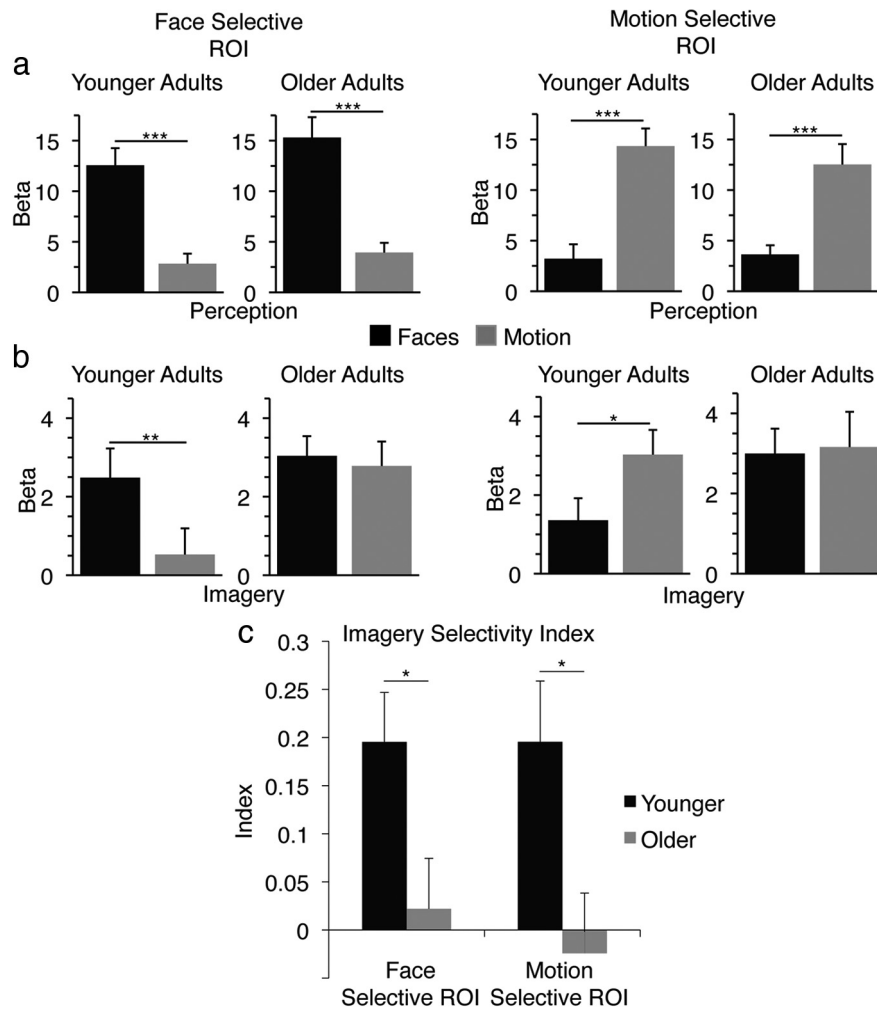 Face Selective
ROI
Motion Selective
ROI
a
Younger Adults
Older Adults
Younger Adults
Older Adults
Beta
15
10
5
0
***
15
10
5
0
***
Beta
15
10
5
0
***
15
10
5
0
***
Perception
Perception
Faces
Motion
b
Younger Adults
Older Adults
Younger Adults
Older Adults
Beta
4
2
0
**
4
2
0
Beta
4
2
0
*
4
2
0
Imagery
Imagery
c
Imagery Selectivity Index
Index
0.3
0.25
0.2
0.15
0.1
0.05
0
*
*
Younger
Older
Face
Selective ROI
Motion
Selective ROI